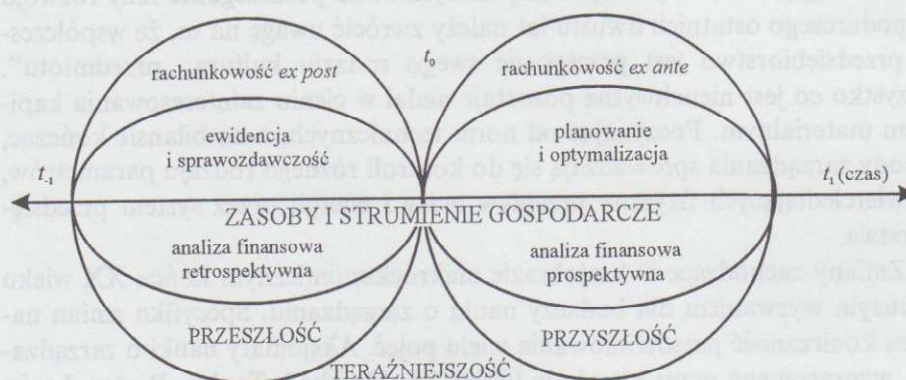 rachunkowość ex post
t₀
rachunkowość ex ante
ewidencja
i sprawozdawczość
planowanie
i optymalizacja
t₋₁
t₁ (czas)
ZASOBY I STRUMIENIE GOSPODARCZE
analiza finansowa
retrospektywna
analiza finansowa
prospektywna
PRZESZŁOŚĆ
PRZYSZŁOŚĆ
TERAŹNIEJSZOŚĆ